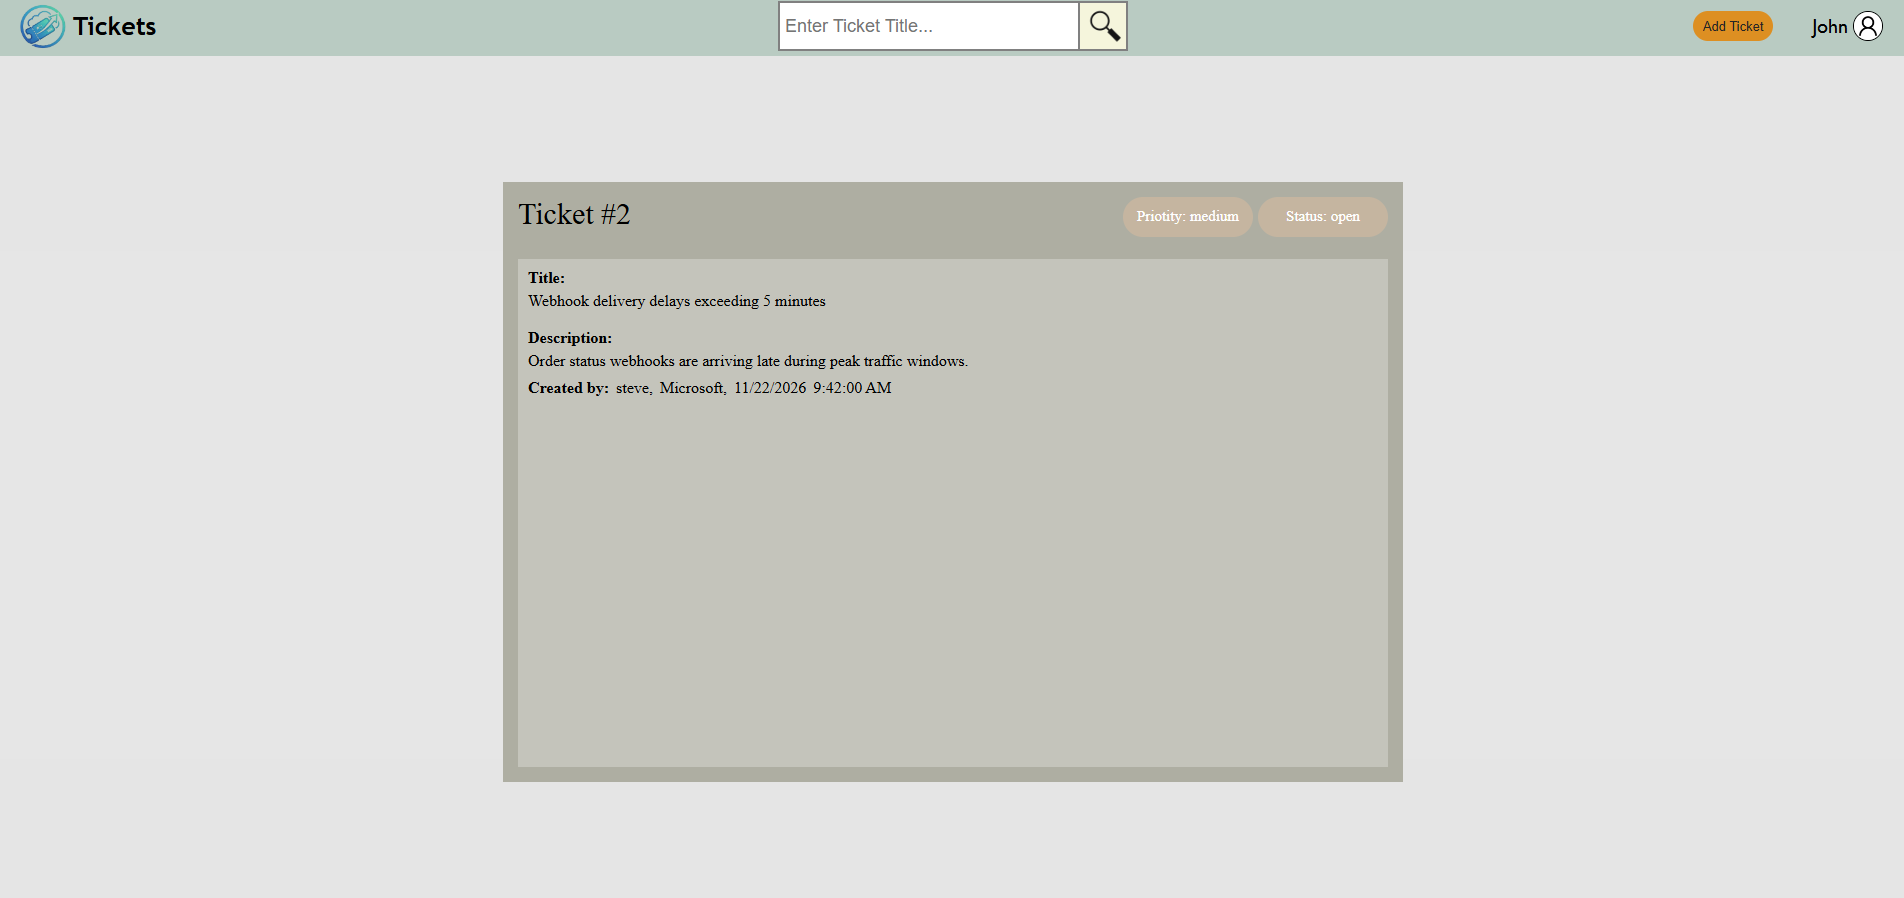 Tickets
Enter Ticket Title...
Add Ticket
John
Ticket #2
Priotity: medium
Status: open
Title:
Webhook delivery delays exceeding 5 minutes
Description:
Order status webhooks are arriving late during peak traffic windows.
Created by: steve, Microsoft, 11/22/2026 9:42:00 AM